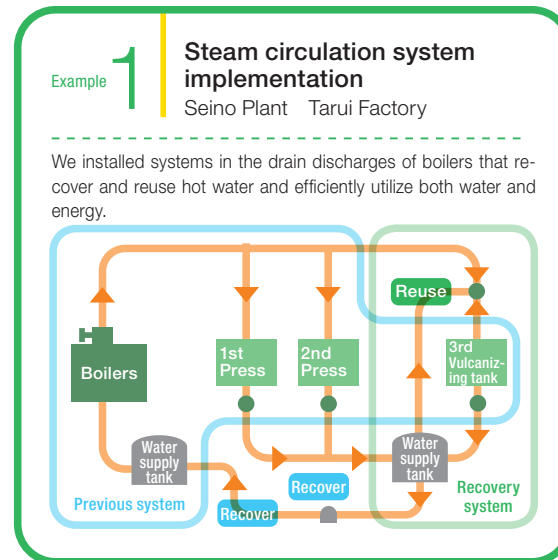 Example 1
Steam circulation system
implementation
Seino Plant Tarui Factory
We installed systems in the drain discharges of boilers that re-
cover and reuse hot water and efficiently utilize both water and
energy.
Reuse
Boilers
1st
Press
2nd
Press
3rd
Vulcaniz-
ing tank
Water
supply
tank
Water
supply
tank
Recover
Previous system
Recover
Recovery
system